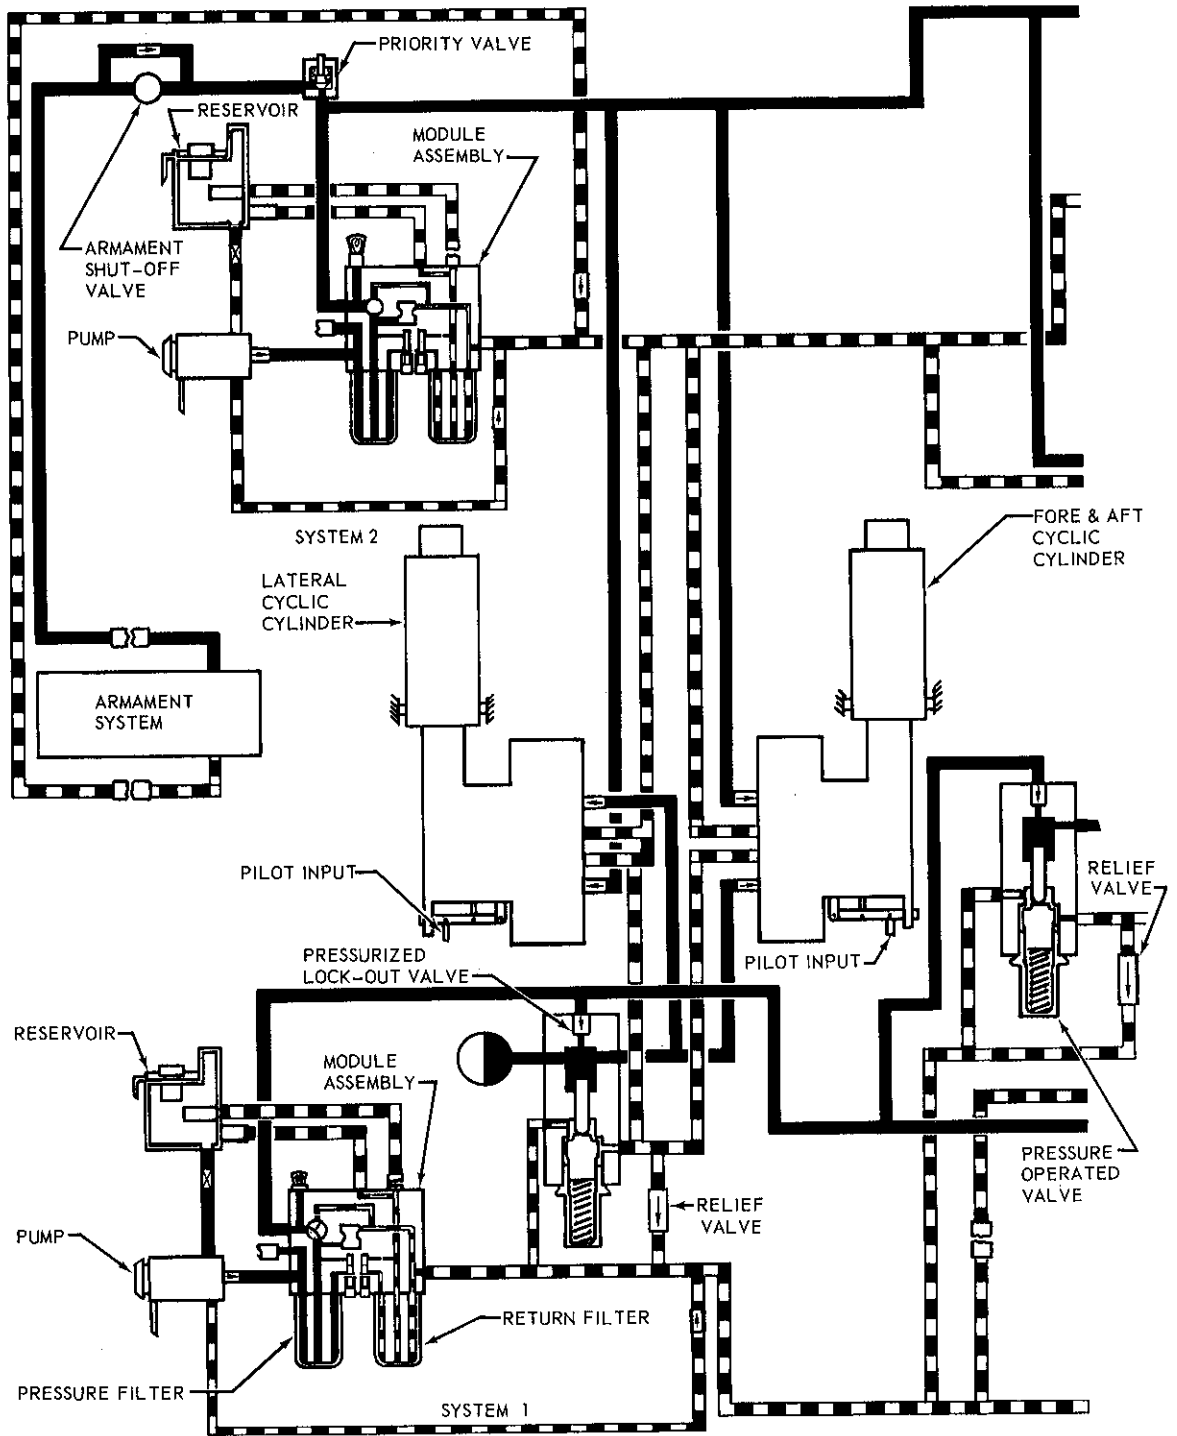 PRIORITY VALVE
RESERVOIR
MODULE
ASSEMBLY
ARMAMENT
SHUT-OFF
VALVE
PUMP
SYSTEM 2
FORE & AFT
CYCLIC
CYLINDER
LATERAL
CYCLIC
CYLINDER
ARMAMENT
SYSTEM
PILOT INPUT
RELIEF
VALVE
PRESSURIZED
LOCK-OUT VALVE
PILOT INPUT
RESERVOIR
MODULE
ASSEMBLY
PRESSURE
OPERATED
VALVE
RELIEF
VALVE
PUMP
RETURN FILTER
PRESSURE FILTER
SYSTEM 1